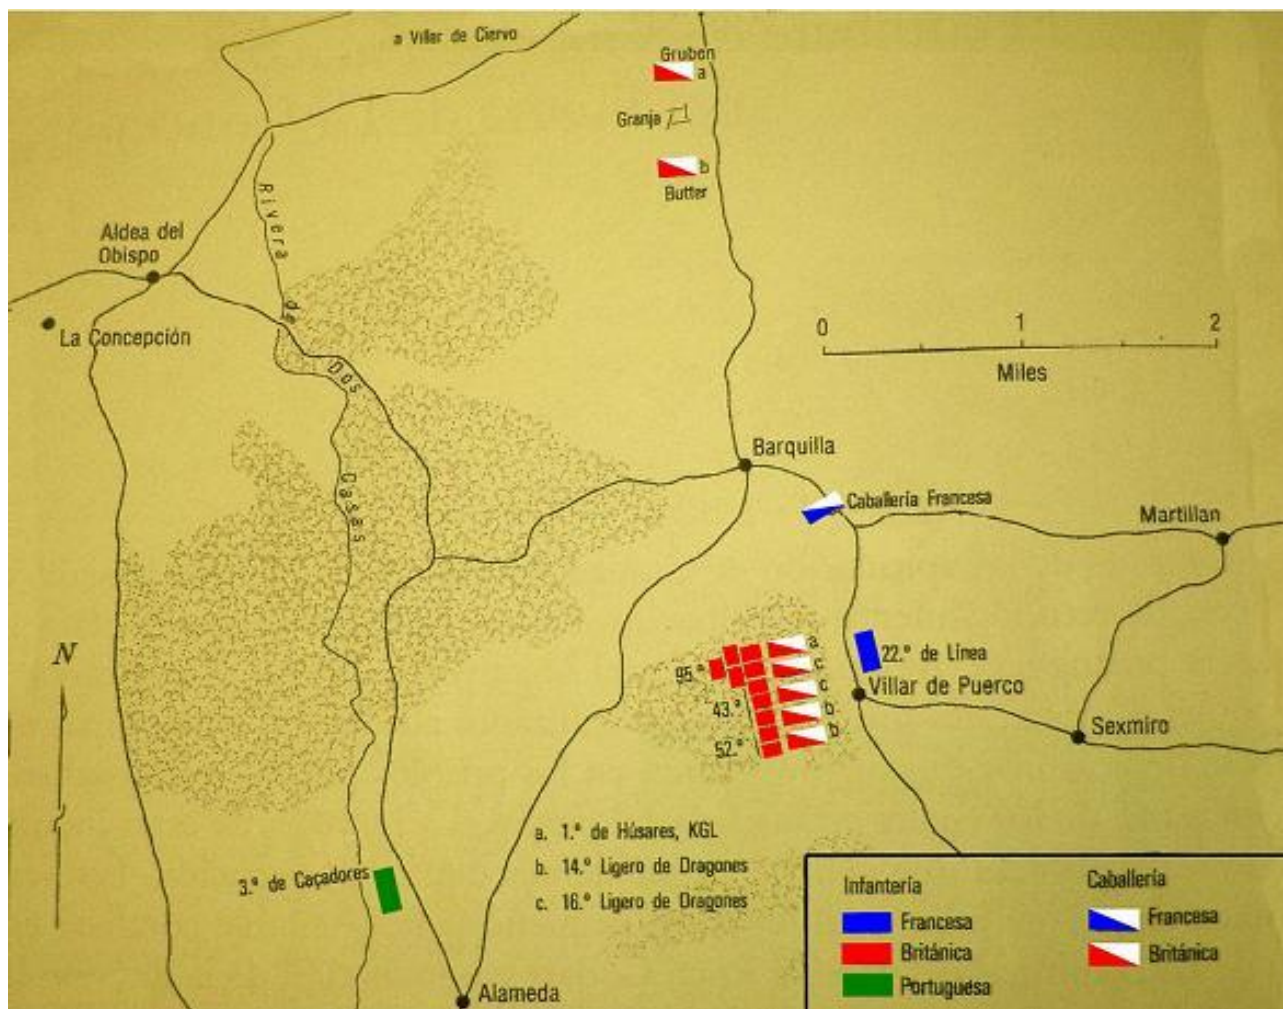 a Villar de Ciervo
Gruben
a
Granja
b
Butter
Rivera de Dos Casas
Aldea del
Obispo
La Concepción
0 1 2
Miles
Barquilla
Caballería Francesa
Martillan
N
a
95.º
c
22.º de Línea
c
Villar de Puerco
43.º
b
Sexmiro
52.º
b
a. 1.º de Húsares, KGL
b. 14.º Ligero de Dragones
c. 16.º Ligero de Dragones
3.º de Caçadores
Alameda
Infantería
Francesa
Británica
Portuguesa
Caballería
Francesa
Británica